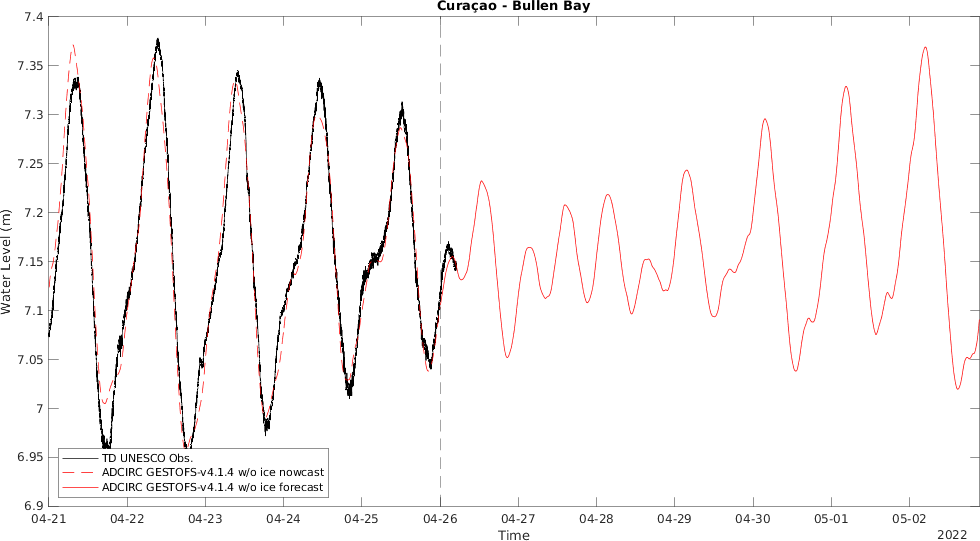 Curaçao - Bullen Bay
7.4
7.35
7.3
7.25
7.2
7.15
7.1
7.05
7
6.95
6.9
Water Level (m)
TD UNESCO Obs.
ADCIRC GESTOFS-v4.1.4 w/o ice nowcast
ADCIRC GESTOFS-v4.1.4 w/o ice forecast
04-21 04-22 04-23 04-24 04-25 04-26 04-27 04-28 04-29 04-30 05-01 05-02
Time
2022